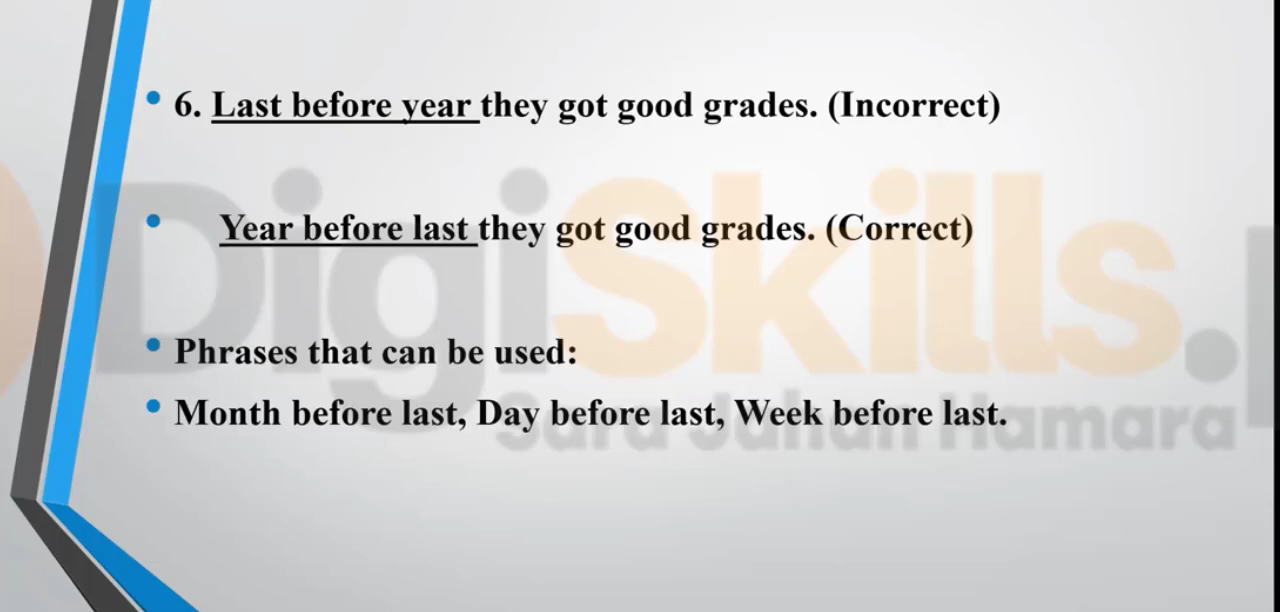 • 6. Last before year they got good grades. (Incorrect)
• Year before last they got good grades. (Correct)
• Phrases that can be used:
• Month before last, Day before last, Week before last.
DigiSkills.
Sara Jahan Hamara